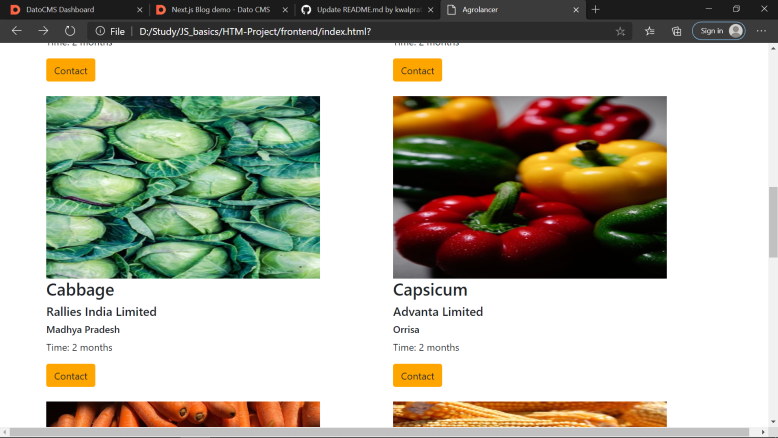 DatoCMS Dashboard
Next.js Blog demo - Dato CMS
Update README.md by kwalpra
Agrolancer
File
D:/Study/JS_basics/HTM-Project/frontend/index.html?
Sign in
Time: 2 months
Time: 2 months
Contact
Contact
Cabbage
Rallies India Limited
Madhya Pradesh
Time: 2 months
Contact
Capsicum
Advanta Limited
Orrisa
Time: 2 months
Contact